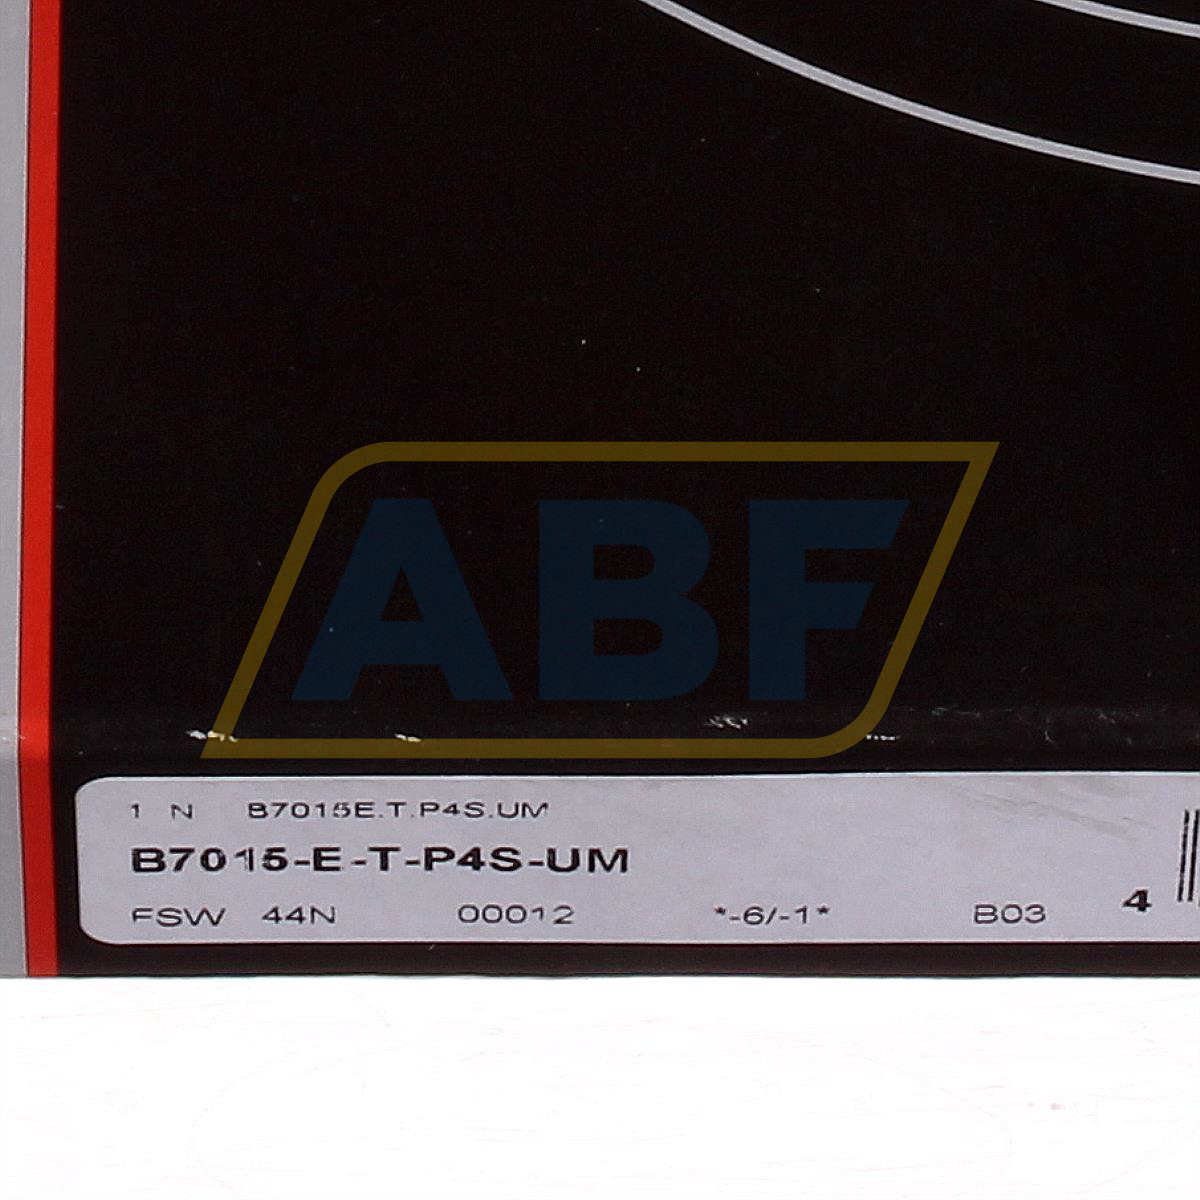 ABF
1 N B7015E.T.P4S.UM
B7015-E-T-P4S-UM
FSW 44N 00012 *-6/-1* B03 4